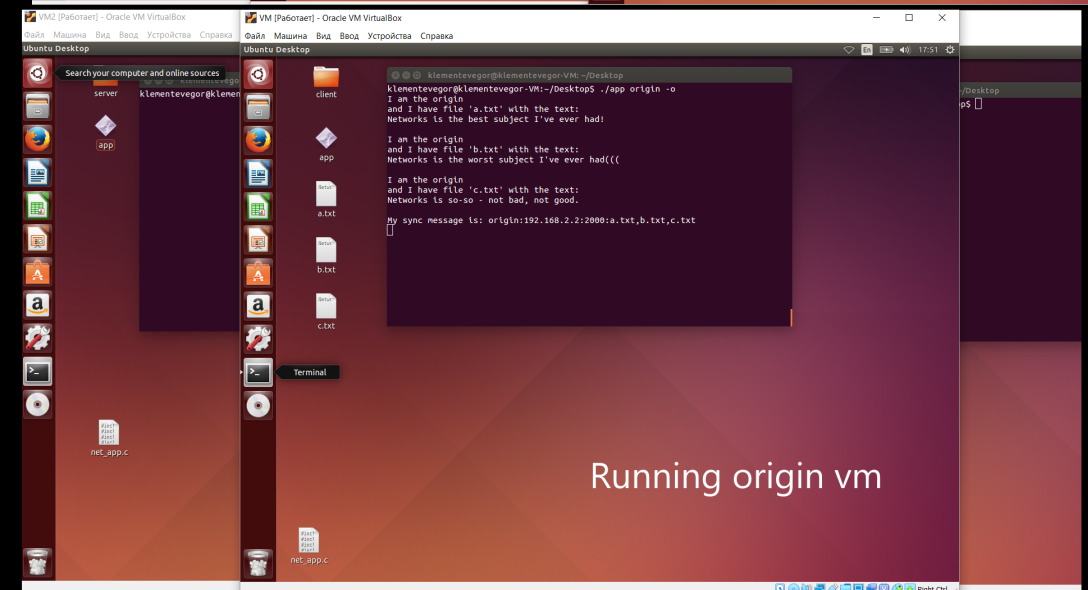 VM2 [Работает] - Oracle VM VirtualBox
Файл Машина Вид Ввод Устройства Справка
Ubuntu Desktop
Search your computer and online sources
server
klementevego
klementevegor@klemen
app
net_app.c
VM [Работает] - Oracle VM VirtualBox
Файл Машина Вид Ввод Устройства Справка
Ubuntu Desktop
En
17:51
client
app
a.txt
b.txt
c.txt
Terminal
net_app.c
klementevegor@klementevegor-VM: ~/Desktop
klementevegor@klementevegor-VM:~/Desktop$ ./app origin -o
I am the origin
and I have file 'a.txt' with the text:
Networks is the best subject I've ever had!
I am the origin
and I have file 'b.txt' with the text:
Networks is the worst subject I've ever had(((
I am the origin
and I have file 'c.txt' with the text:
Networks is so-so - not bad, not good.
My sync message is: origin:192.168.2.2:2000:a.txt,b.txt,c.txt
Running origin vm
/Desktop
op$
Right Ctrl